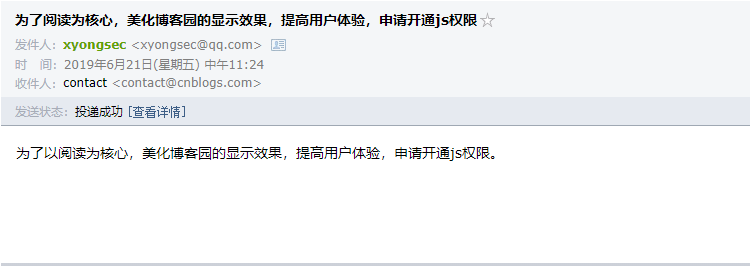 为了阅读为核心，美化博客园的显示效果，提高用户体验，申请开通js权限☆
发件人：xyongsec <xyongsec@qq.com>
时 间：2019年6月21日(星期五) 中午11:24
收件人：contact <contact@cnblogs.com>
发送状态：投递成功 [查看详情]
为了以阅读为核心，美化博客园的显示效果，提高用户体验，申请开通js权限。